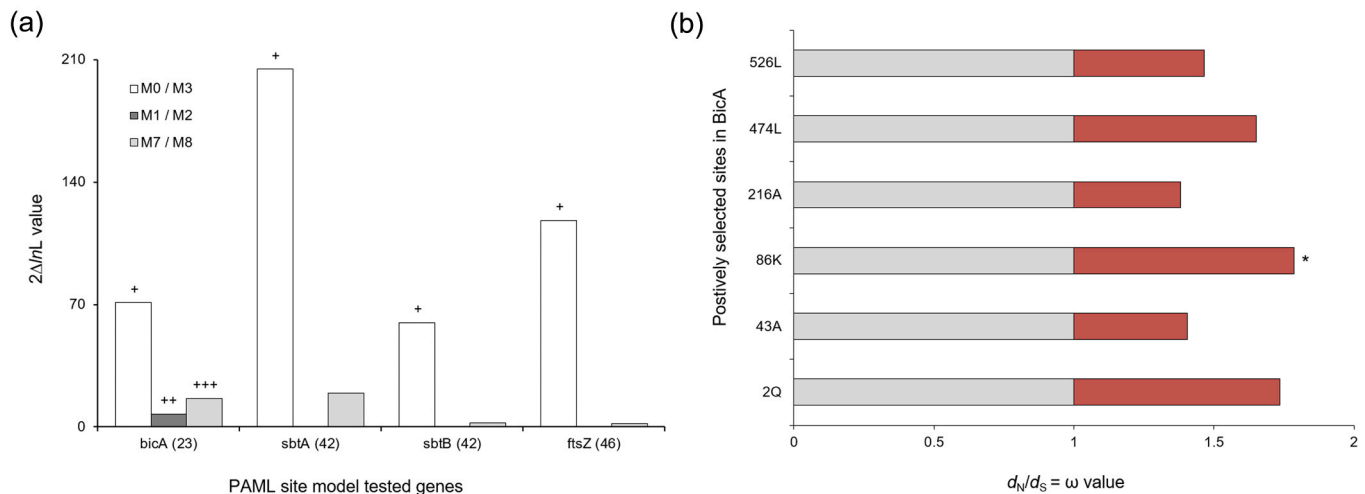 (a)
210
140
70
0
2ΔlnL value
M0 / M3
M1 / M2
M7 / M8
+
++
+++
+
+
+
bicA (23)
sbtA (42)
sbtB (42)
ftsZ (46)
PAML site model tested genes
(b)
Postively selected sites in BicA
526L
474L
216A
86K
*
43A
2Q
0
0.5
1
1.5
2
dN/dS = ω value